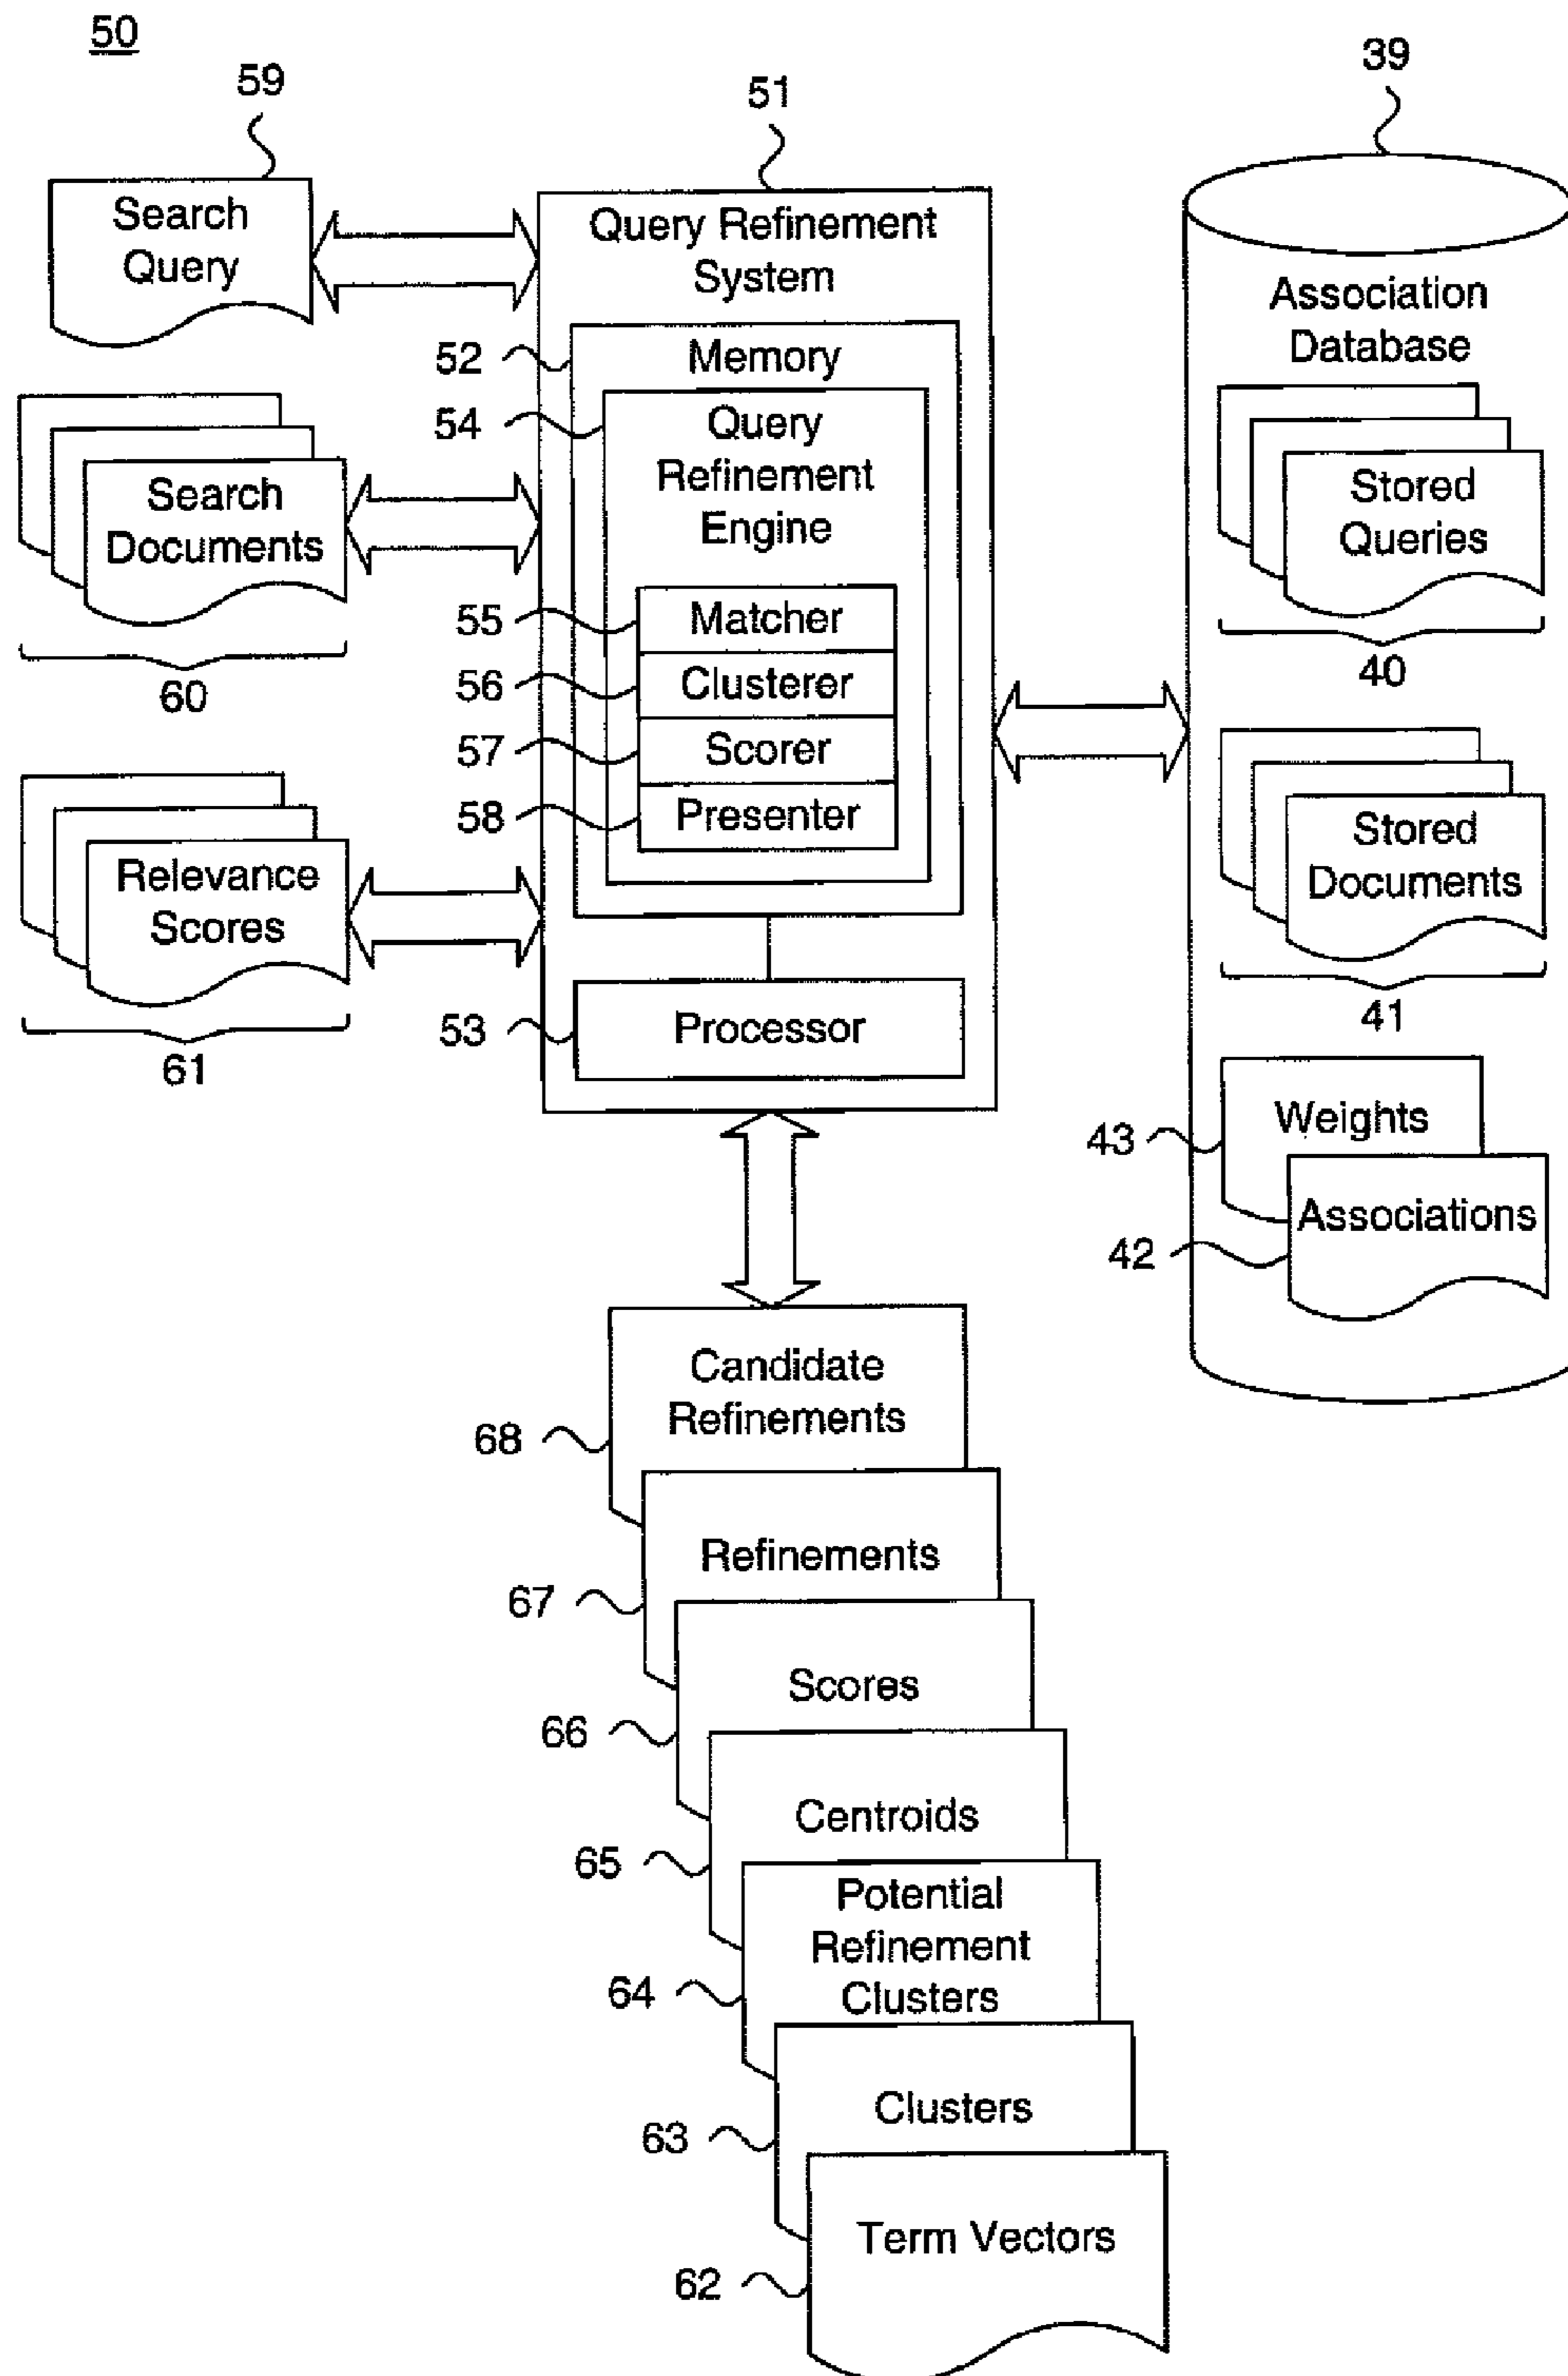 50
59
51
39
Search
Query
Query Refinement
System
Association
Database
52
Memory
54
Query
Refinement
Engine
Search
Documents
60
Stored
Queries
40
55
Matcher
56
Clusterer
57
Scorer
58
Presenter
Relevance
Scores
61
Stored
Documents
41
53
Processor
43
Weights
42
Associations
Candidate
Refinements
68
Refinements
67
Scores
66
Centroids
65
Potential
Refinement
Clusters
64
Clusters
63
Term Vectors
62